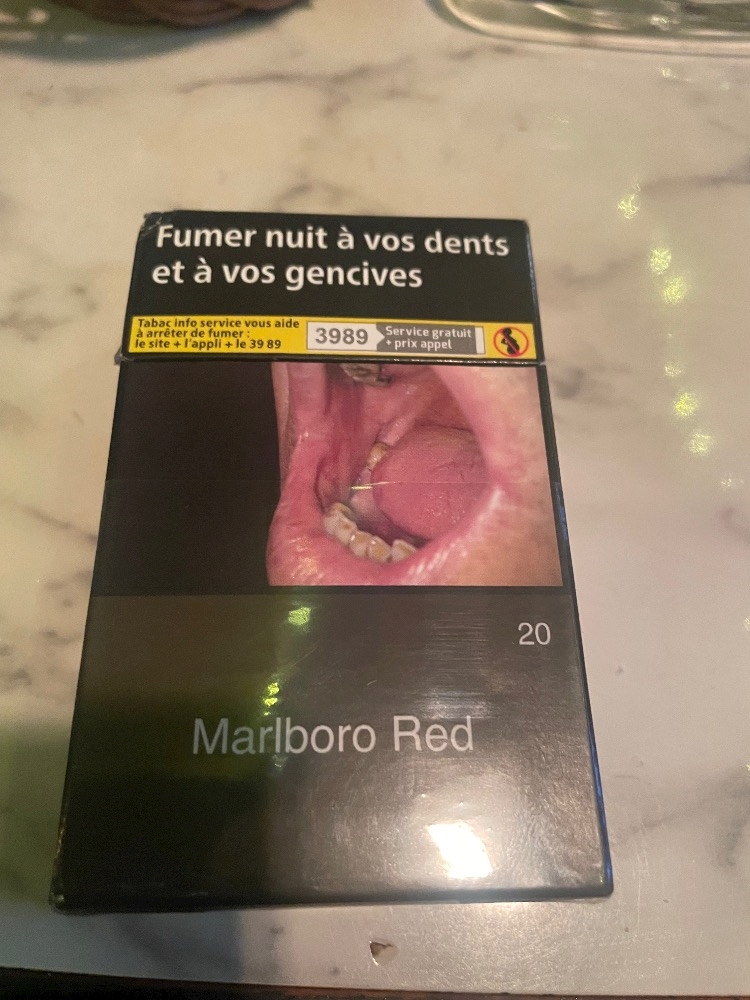 Fumer nuit à vos dents
et à vos gencives
Tabac info service vous aide
à arrêter de fumer :
le site + l'appli + le 39 89
3989
Service gratuit
+ prix appel
20
Marlboro Red